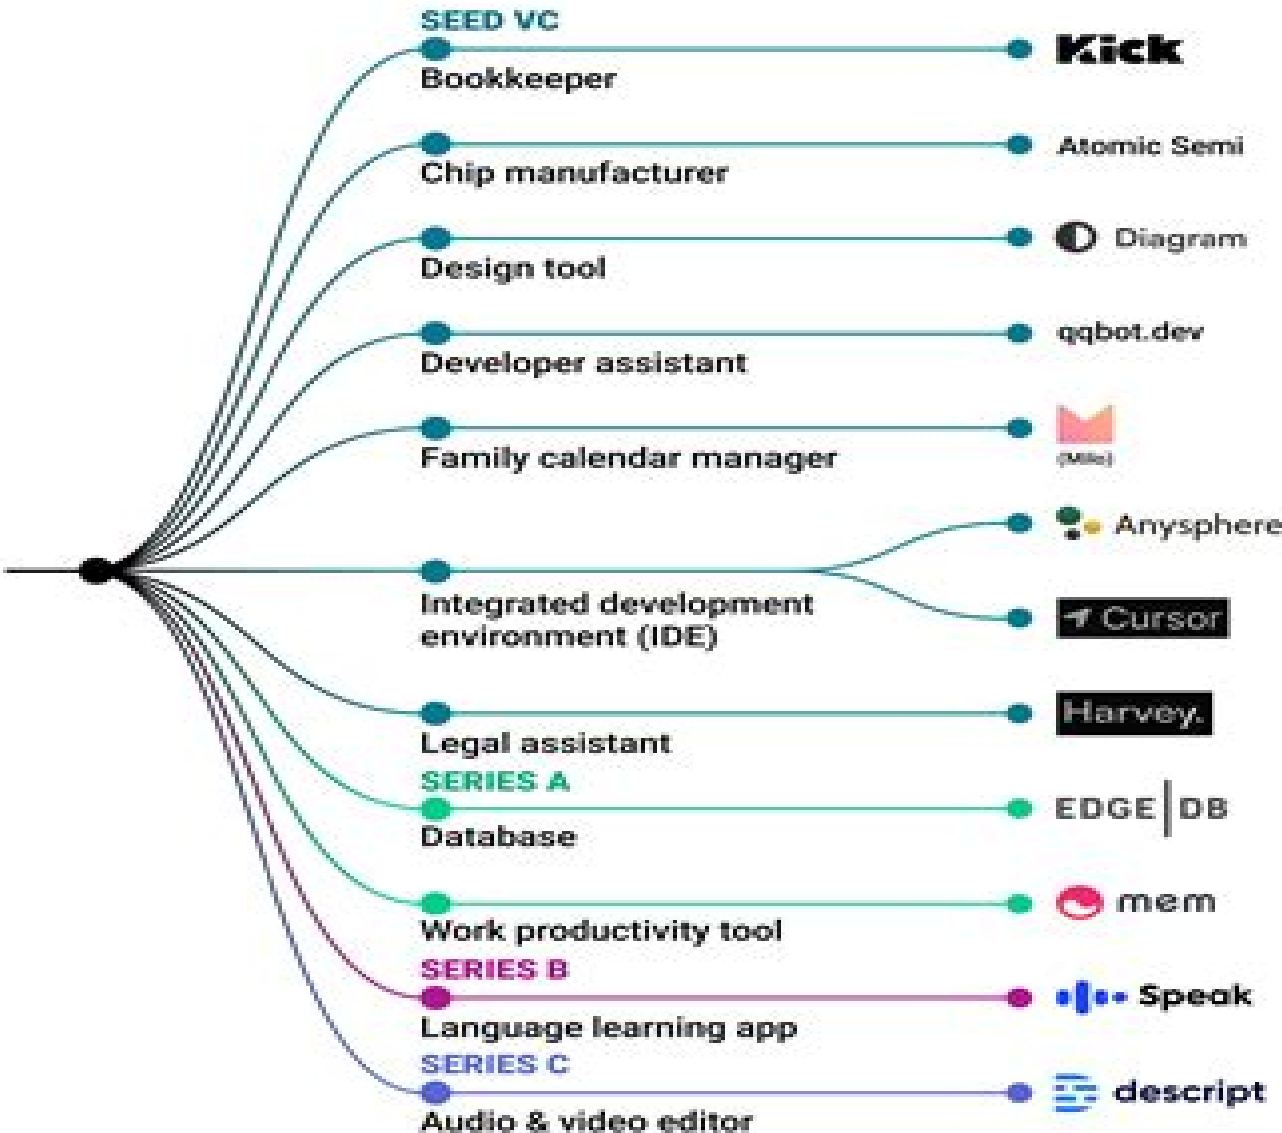 SEED VC
Kick
Bookkeeper
Atomic Semi
Chip manufacturer
Diagram
Design tool
qqbot.dev
Developer assistant
(Milo)
Family calendar manager
Anysphere
Integrated development
environment (IDE)
Cursor
Harvey.
Legal assistant
SERIES A
EDGE|DB
Database
mem
Work productivity tool
SERIES B
Speak
Language learning app
SERIES C
descript
Audio & video editor